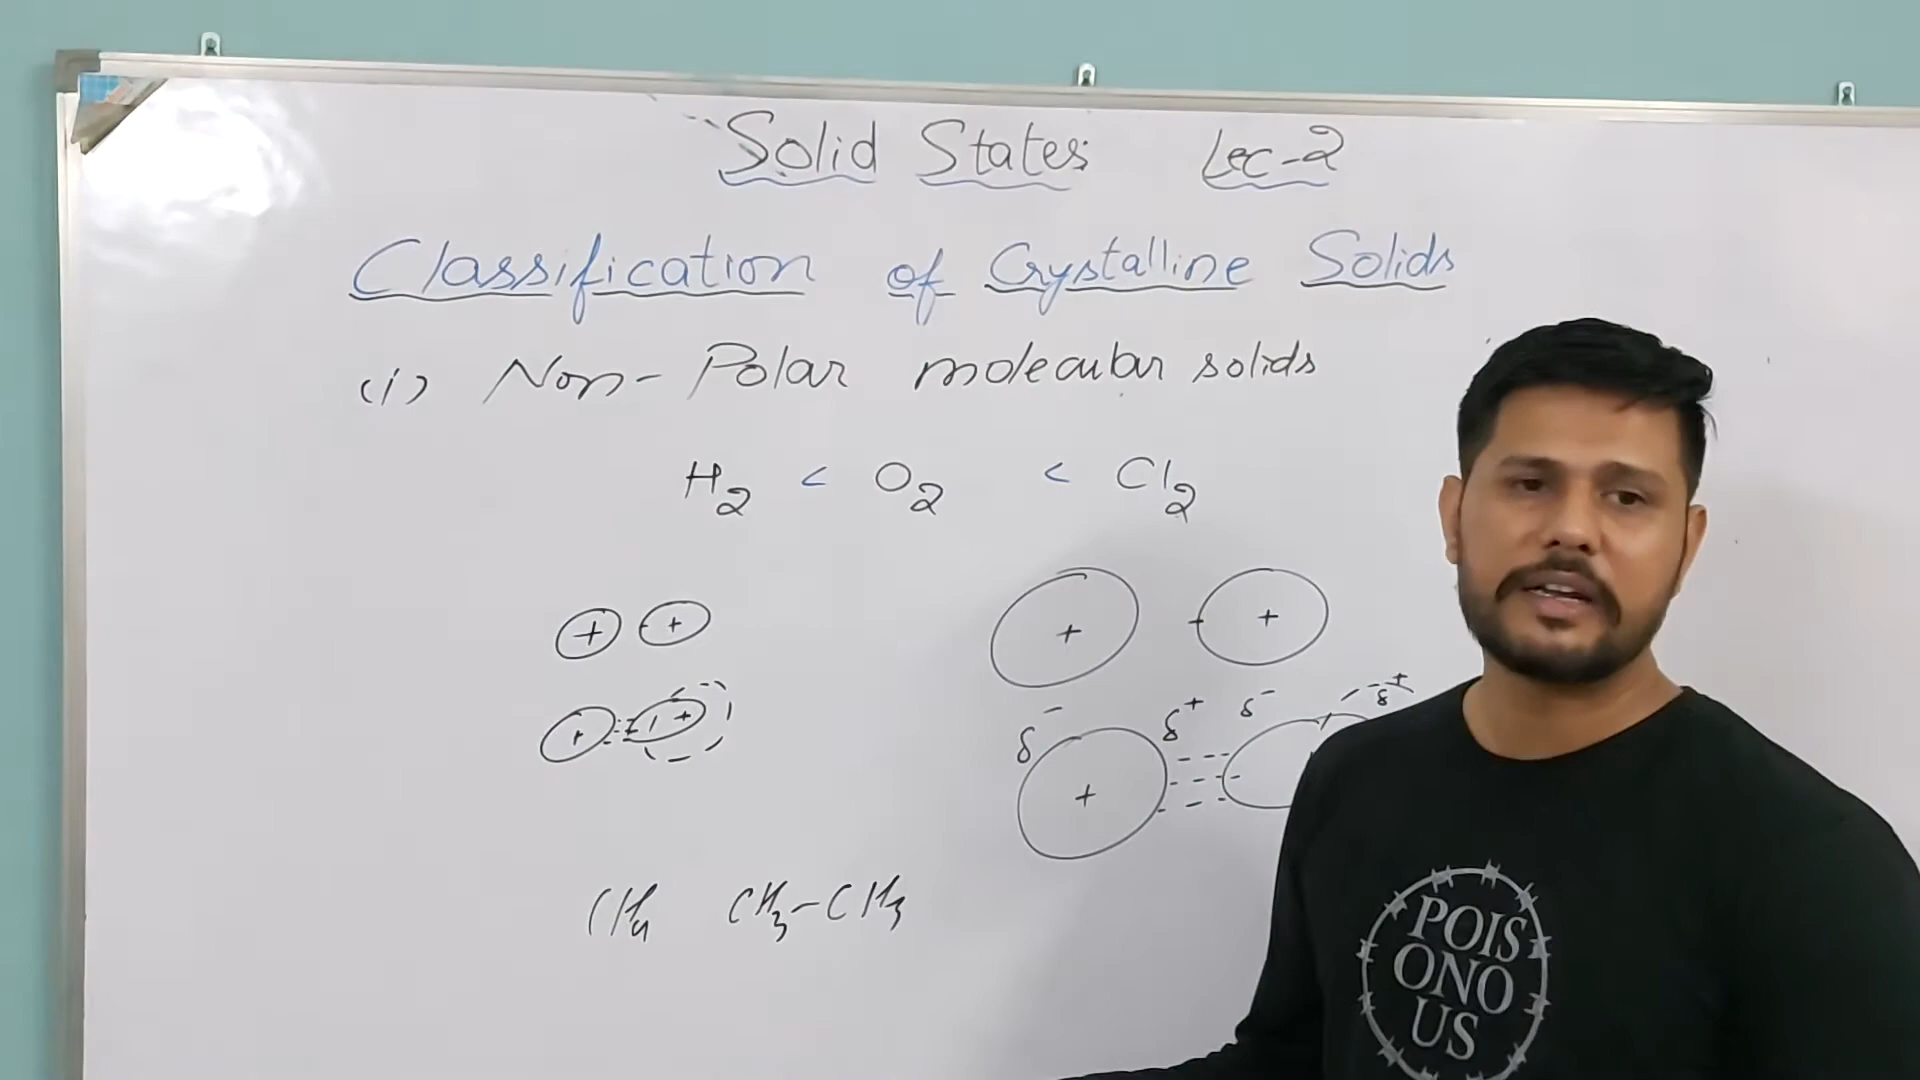 Solid States Lec-2
Classification of Crystalline Solids
(i) Non-Polar molecular solids
H2 < O2 < Cl2
+ + + - +
δ- δ+ δ- δ+
+ + +
CH4 CH3-CH3
POIS
ONO
US